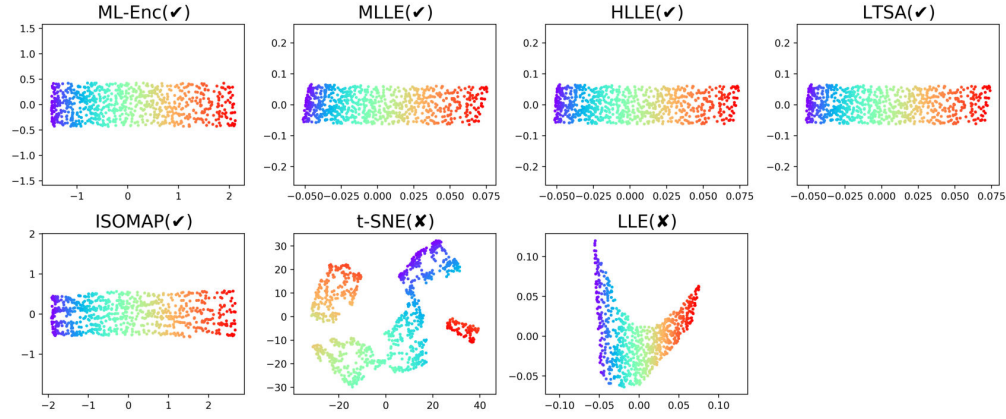 ML-Enc(✔) MLLE(✔) HLLE(✔) LTSA(✔)
1.5 0.2 0.2 0.2
1.0 0.1 0.1 0.1
0.5
0.0 0.0 0.0 0.0
−0.5
−1.0 −0.1 −0.1 −0.1
−1.5 −0.2 −0.2 −0.2
−1 0 1 2 −0.050 −0.025 0.000 0.025 0.050 0.075 −0.050 −0.025 0.000 0.025 0.050 0.075 −0.050 −0.025 0.000 0.025 0.050 0.075
ISOMAP(✔) t-SNE(✘) LLE(✘)
2 30 0.10
1 20 0.05
0 10 0.00
−1 0 −0.05
−10
−20
−30
−2 −1 0 1 2 −20 0 20 40 −0.10 −0.05 0.00 0.05 0.10